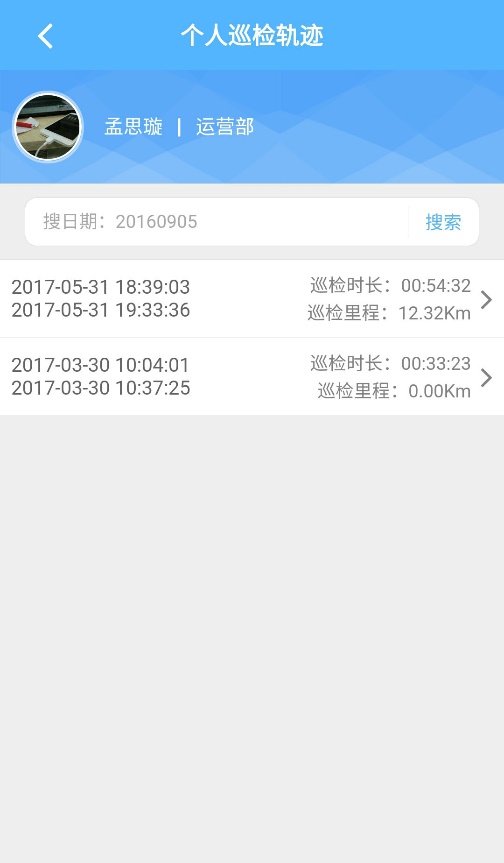 个人巡检轨迹
孟思璇 | 运营部
搜日期：20160905 搜索
2017-05-31 18:39:03 巡检时长：00:54:32
2017-05-31 19:33:36 巡检里程：12.32Km
2017-03-30 10:04:01 巡检时长：00:33:23
2017-03-30 10:37:25 巡检里程：0.00Km